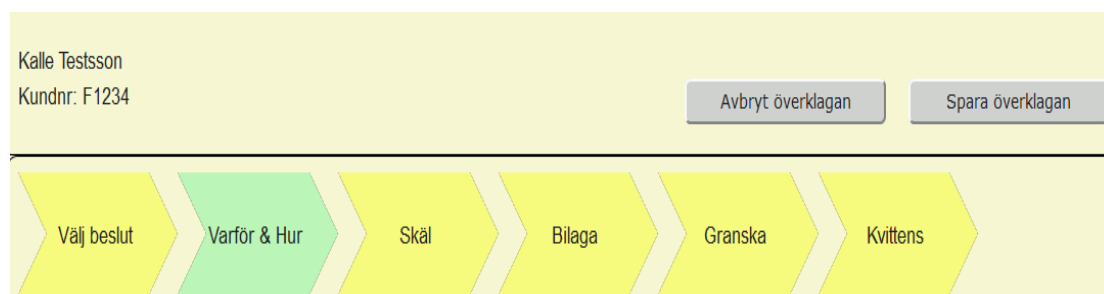 Kalle Testsson
Kundnr: F1234
Avbryt överklagan
Spara överklagan
Välj beslut
Varför & Hur
Skäl
Bilaga
Granska
Kvittens